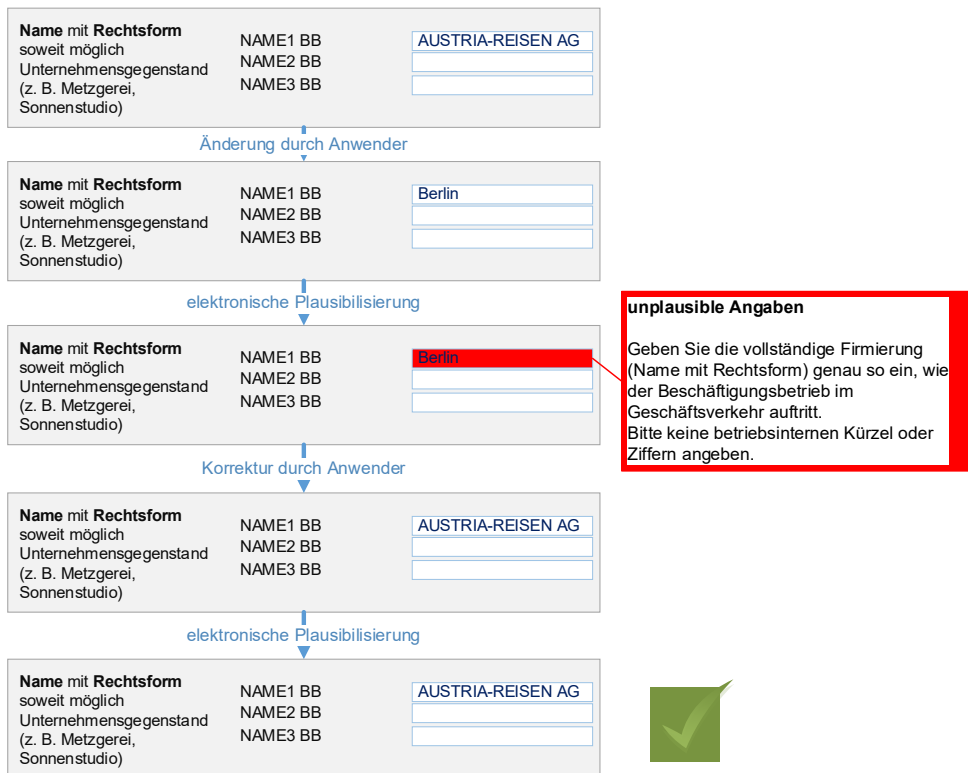 Name mit Rechtsform
soweit möglich
Unternehmensgegenstand
(z. B. Metzgerei,
Sonnenstudio)
NAME1 BB
NAME2 BB
NAME3 BB
AUSTRIA-REISEN AG
Änderung durch Anwender
Name mit Rechtsform
soweit möglich
Unternehmensgegenstand
(z. B. Metzgerei,
Sonnenstudio)
NAME1 BB
NAME2 BB
NAME3 BB
Berlin
elektronische Plausibilisierung
Name mit Rechtsform
soweit möglich
Unternehmensgegenstand
(z. B. Metzgerei,
Sonnenstudio)
NAME1 BB
NAME2 BB
NAME3 BB
Berlin
unplausible Angaben
Geben Sie die vollständige Firmierung
(Name mit Rechtsform) genau so ein, wie
der Beschäftigungsbetrieb im
Geschäftsverkehr auftritt.
Bitte keine betriebsinternen Kürzel oder
Ziffern angeben.
Korrektur durch Anwender
Name mit Rechtsform
soweit möglich
Unternehmensgegenstand
(z. B. Metzgerei,
Sonnenstudio)
NAME1 BB
NAME2 BB
NAME3 BB
AUSTRIA-REISEN AG
elektronische Plausibilisierung
Name mit Rechtsform
soweit möglich
Unternehmensgegenstand
(z. B. Metzgerei,
Sonnenstudio)
NAME1 BB
NAME2 BB
NAME3 BB
AUSTRIA-REISEN AG